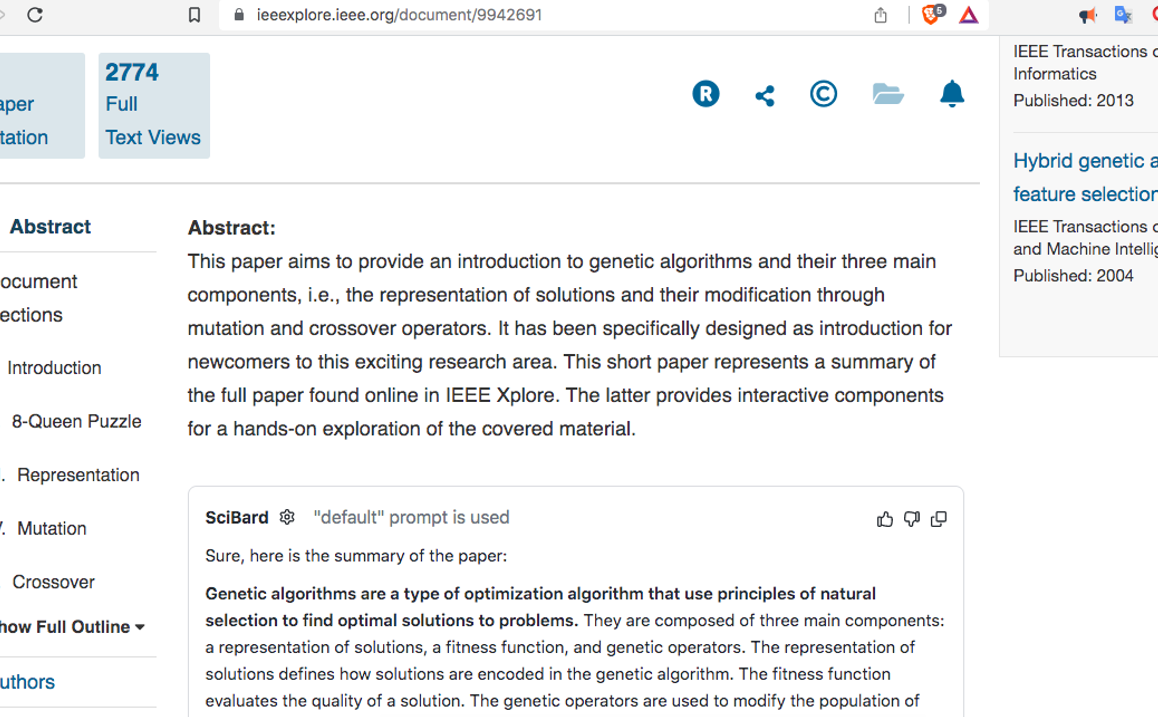 ieeexplore.ieee.org/document/9942691
5
2774
Full
Text Views
R
©
IEEE Transactions
Informatics
Published: 2013
Hybrid genetic
feature selection
IEEE Transactions
and Machine
Published: 2004
Abstract
Introduction
8-Queen Puzzle
Representation
Mutation
Crossover
Full Outline
Abstract:
This paper aims to provide an introduction to genetic algorithms and their three main
components, i.e., the representation of solutions and their modification through
mutation and crossover operators. It has been specifically designed as introduction for
newcomers to this exciting research area. This short paper represents a summary of
the full paper found online in IEEE Xplore. The latter provides interactive components
for a hands-on exploration of the covered material.
SciBard "default" prompt is used
Sure, here is the summary of the paper:
Genetic algorithms are a type of optimization algorithm that use principles of natural
selection to find optimal solutions to problems. They are composed of three main components:
a representation of solutions, a fitness function, and genetic operators. The representation of
solutions defines how solutions are encoded in the genetic algorithm. The fitness function
evaluates the quality of a solution. The genetic operators are used to modify the population of